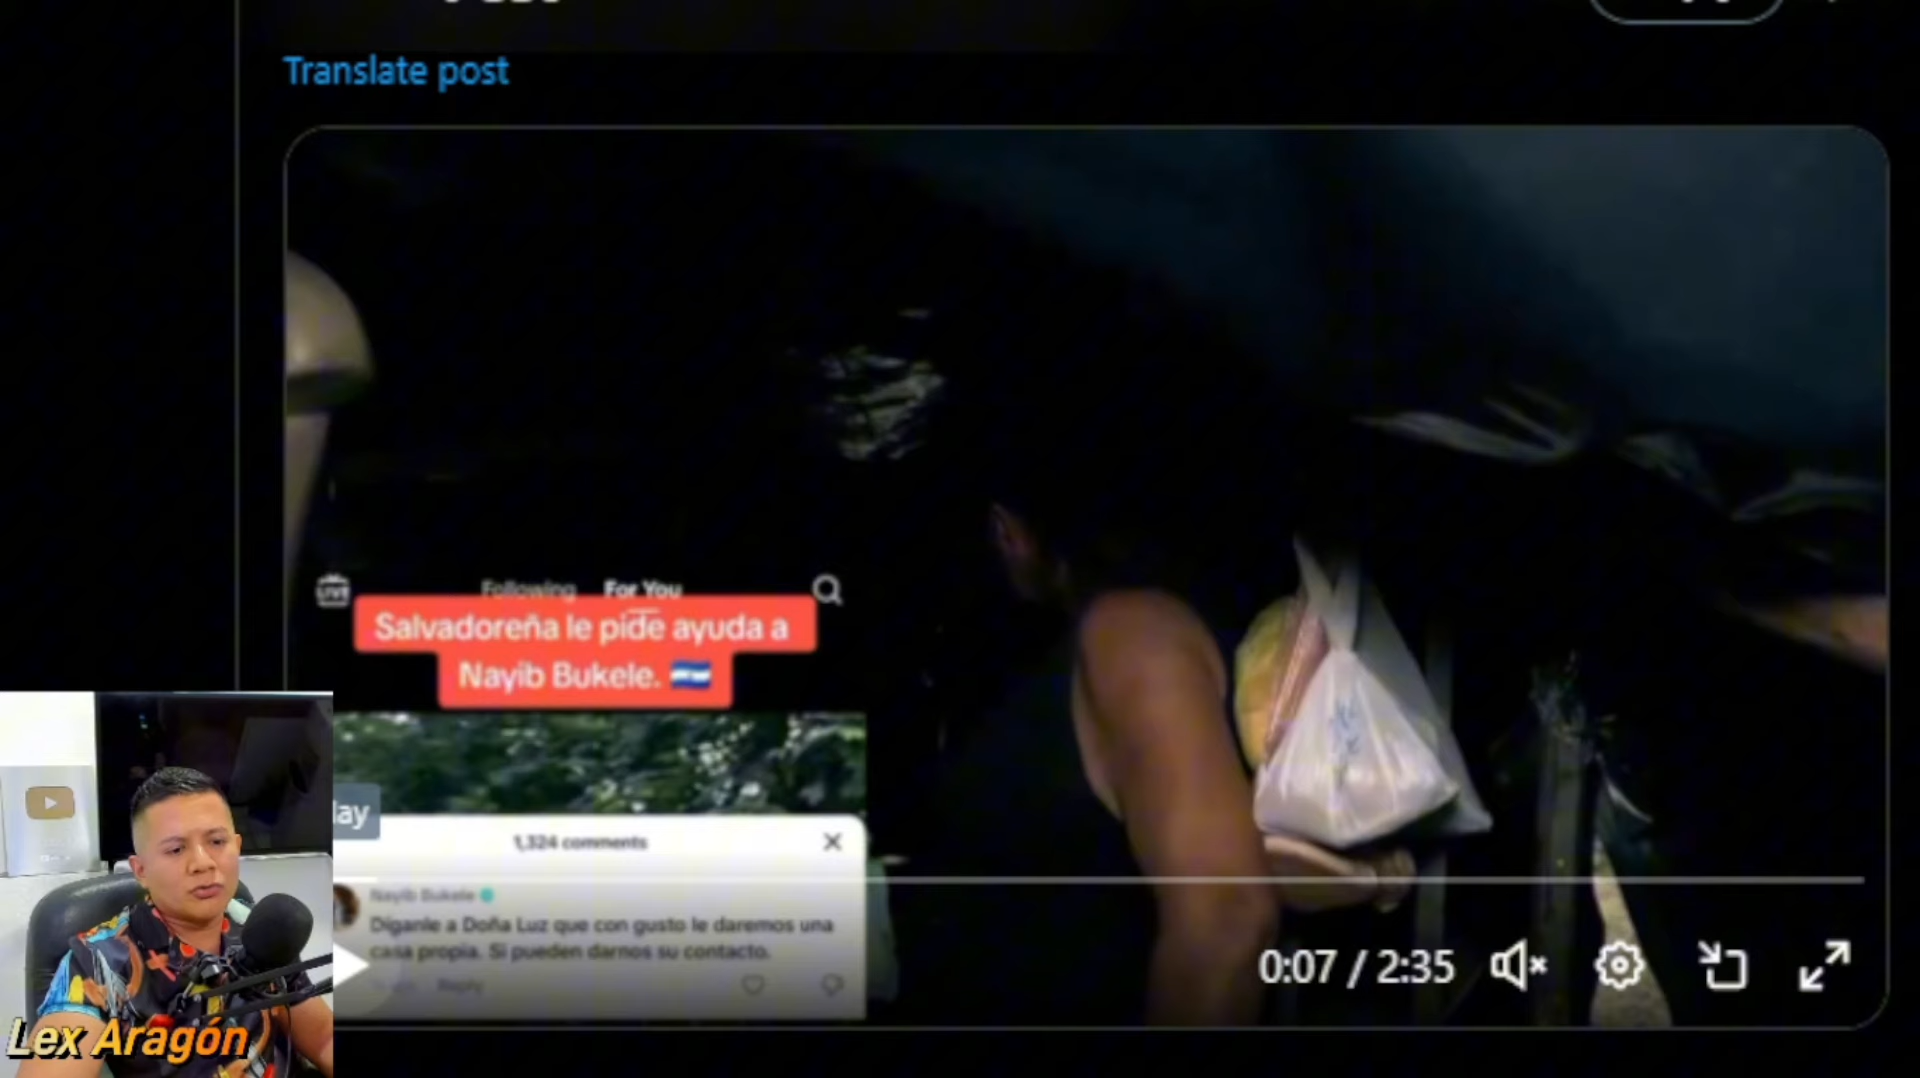 Translate post
LIVE
Following For You
Salvadoreña le pide ayuda a
Nayib Bukele.
lay
1,324 comments
Nayib Bukele
Díganle a Doña Luz que con gusto le daremos una
casa propia. Si pueden darnos su contacto.
Reply
0:07 / 2:35
Lex Aragón